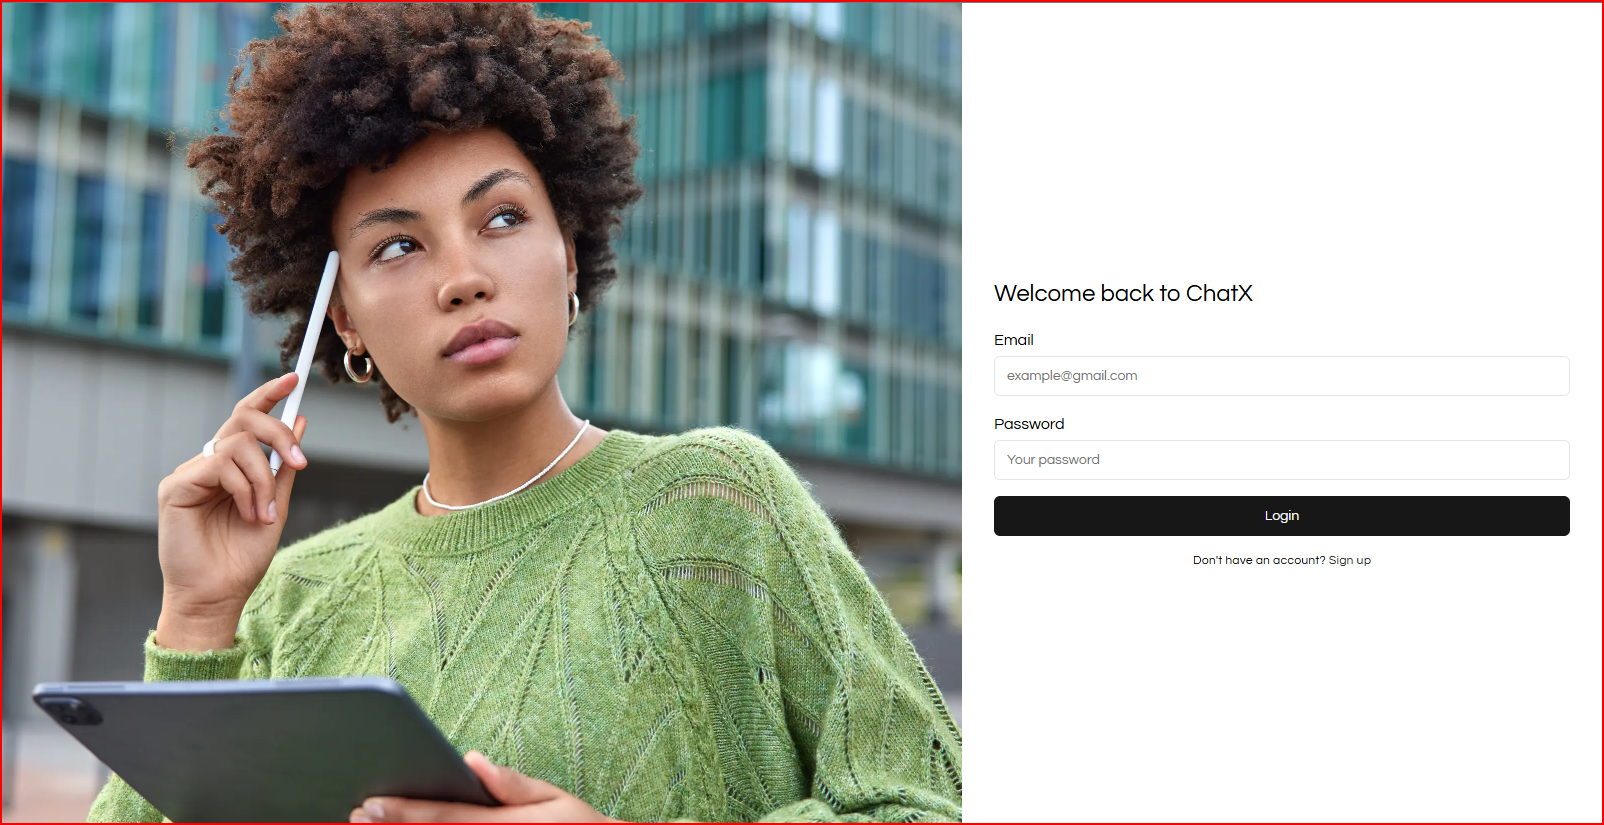 Welcome back to ChatX
Email
example@gmail.com
Password
Your password
Login
Don't have an account? Sign up